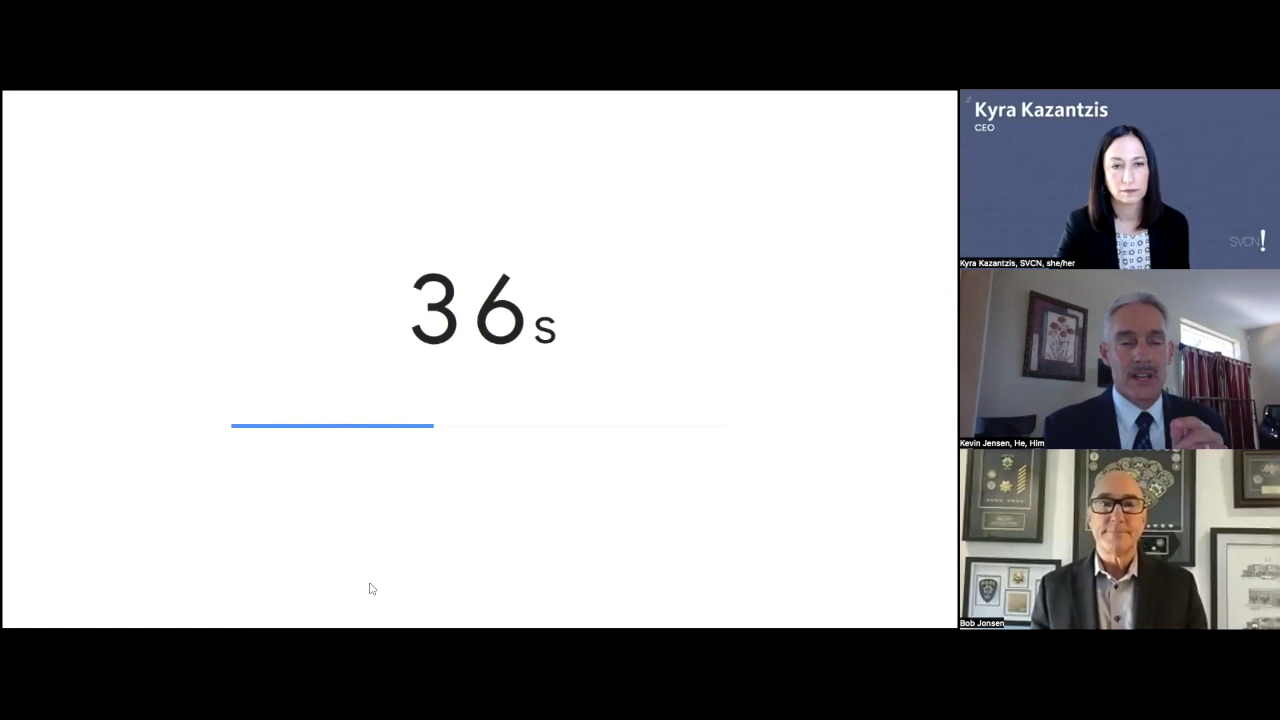 36s
Kyra Kazantzis
CEO
SVCN!
Kyra Kazantzis, SVCN, she/her
Kevin Jensen, He, Him
Bob Jonsen